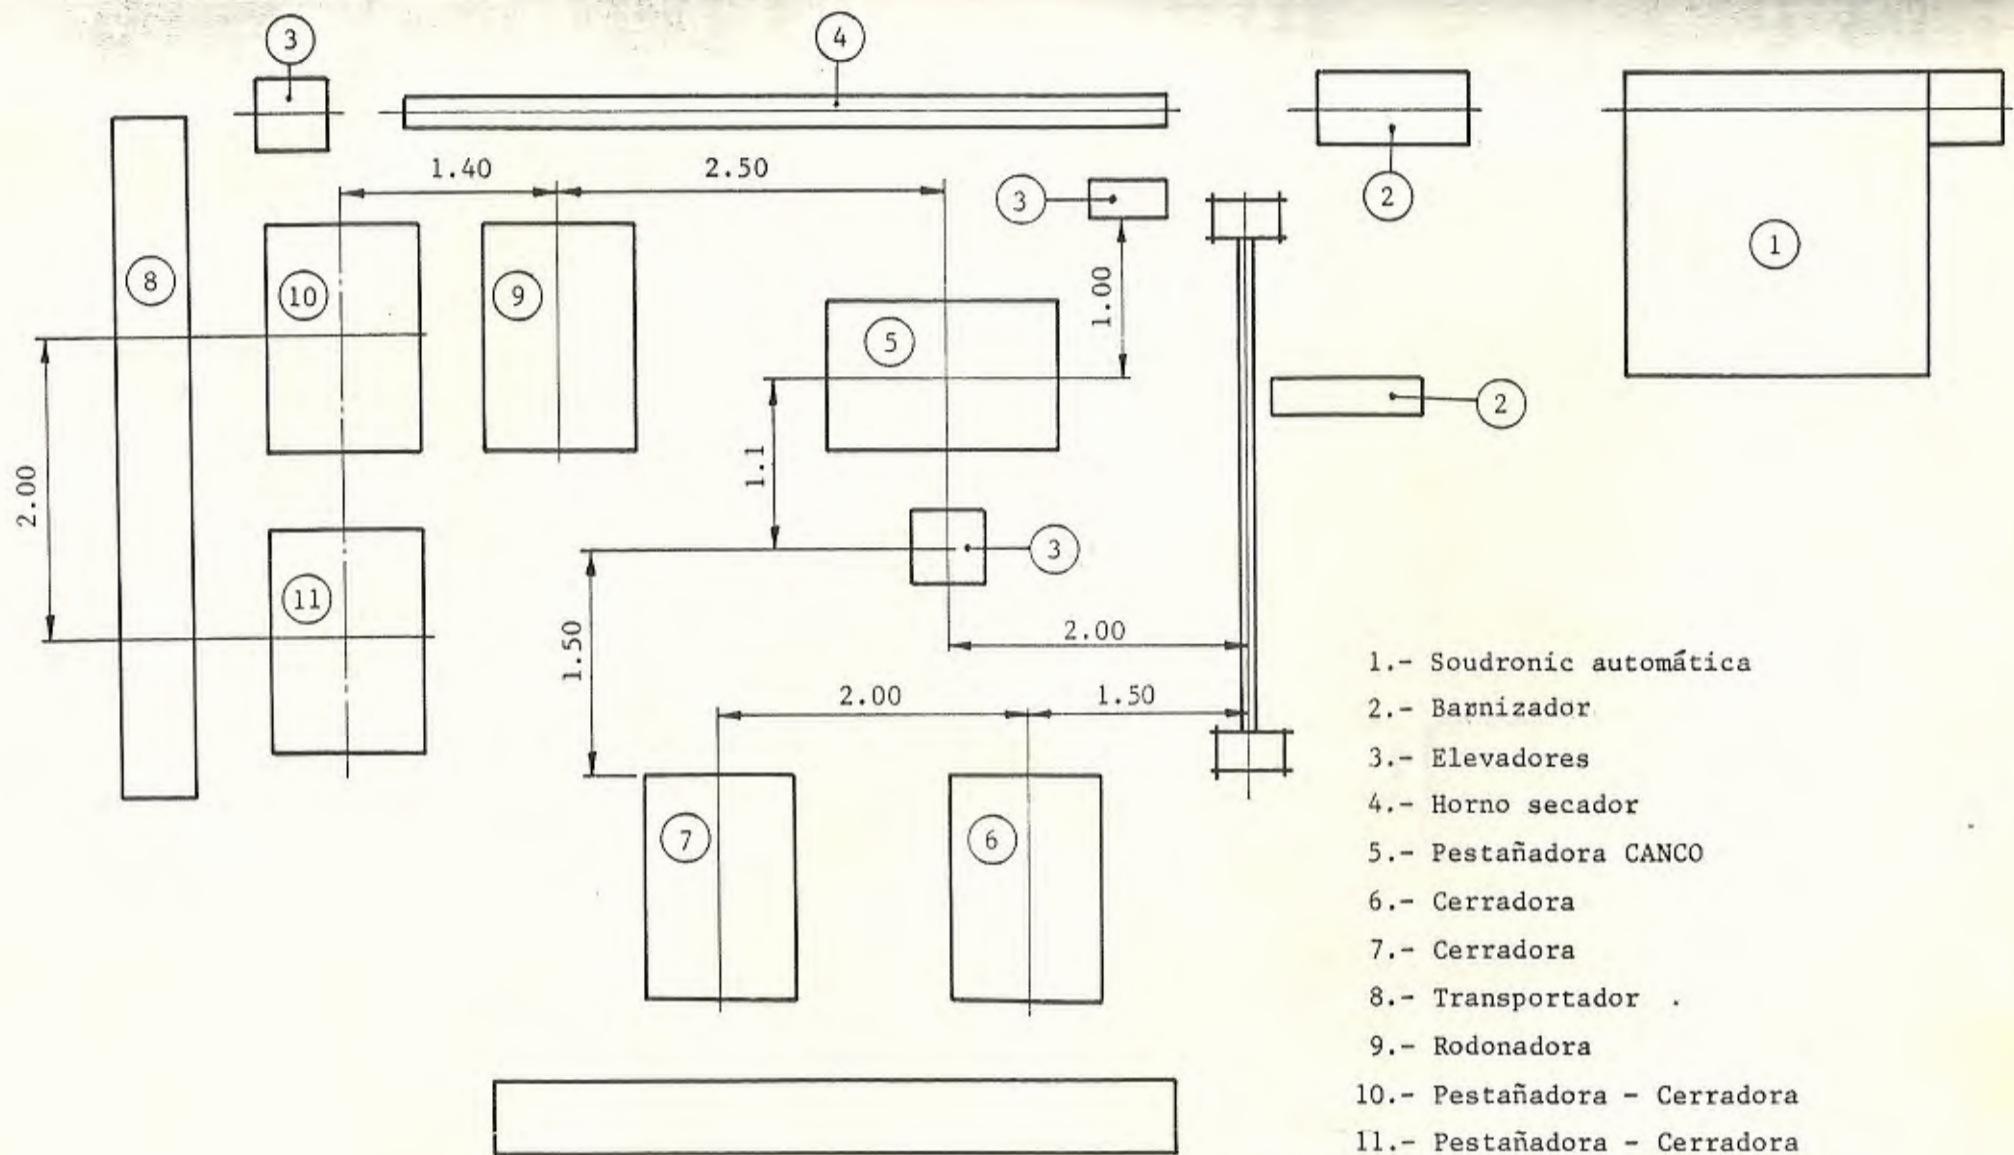 3
4
1.40
2.50
3
2
1
8
10
9
5
1.00
2
2.00
1.1
3
11
1.50
2.00
2.00
1.50
7
6
1.- Soudronic automática
2.- Barnizador
3.- Elevadores
4.- Horno secador
5.- Pestañadora CANCO
6.- Cerradora
7.- Cerradora
8.- Transportador .
9.- Rodonadora
10.- Pestañadora - Cerradora
11.- Pestañadora - Cerradora